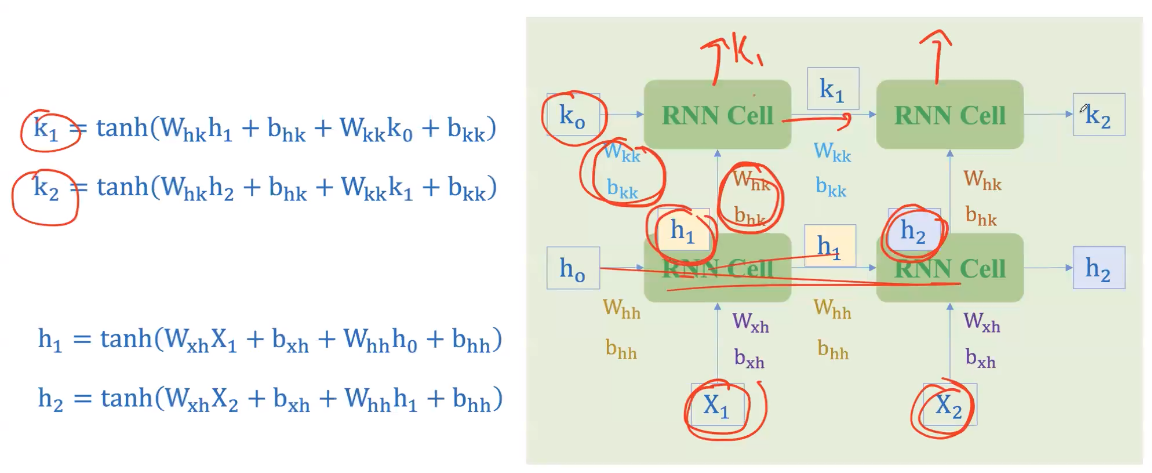 k₁ = tanh(Wₕₖh₁ + bₕₖ + Wₖₖk₀ + bₖₖ)
k₂ = tanh(Wₕₖh₂ + bₕₖ + Wₖₖk₁ + bₖₖ)
h₁ = tanh(WₓₕX₁ + bₓₕ + Wₕₕh₀ + bₕₕ)
h₂ = tanh(WₓₕX₂ + bₓₕ + Wₕₕh₁ + bₕₕ)
K₁
k₀ RNN Cell k₁ RNN Cell k₂
Wₖₖ Wₕₖ Wₖₖ Wₕₖ
bₖₖ bₕₖ bₖₖ bₕₖ
h₁ h₂
h₀ RNN Cell h₁ RNN Cell h₂
Wₕₕ Wₓₕ Wₕₕ Wₓₕ
bₕₕ bₓₕ bₕₕ bₓₕ
X₁ X₂